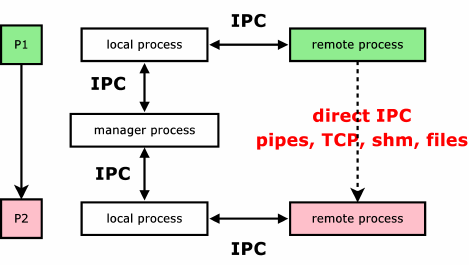 IPC
P1
local process
remote process
IPC
direct IPC
pipes, TCP, shm, files
manager process
IPC
P2
local process
remote process
IPC